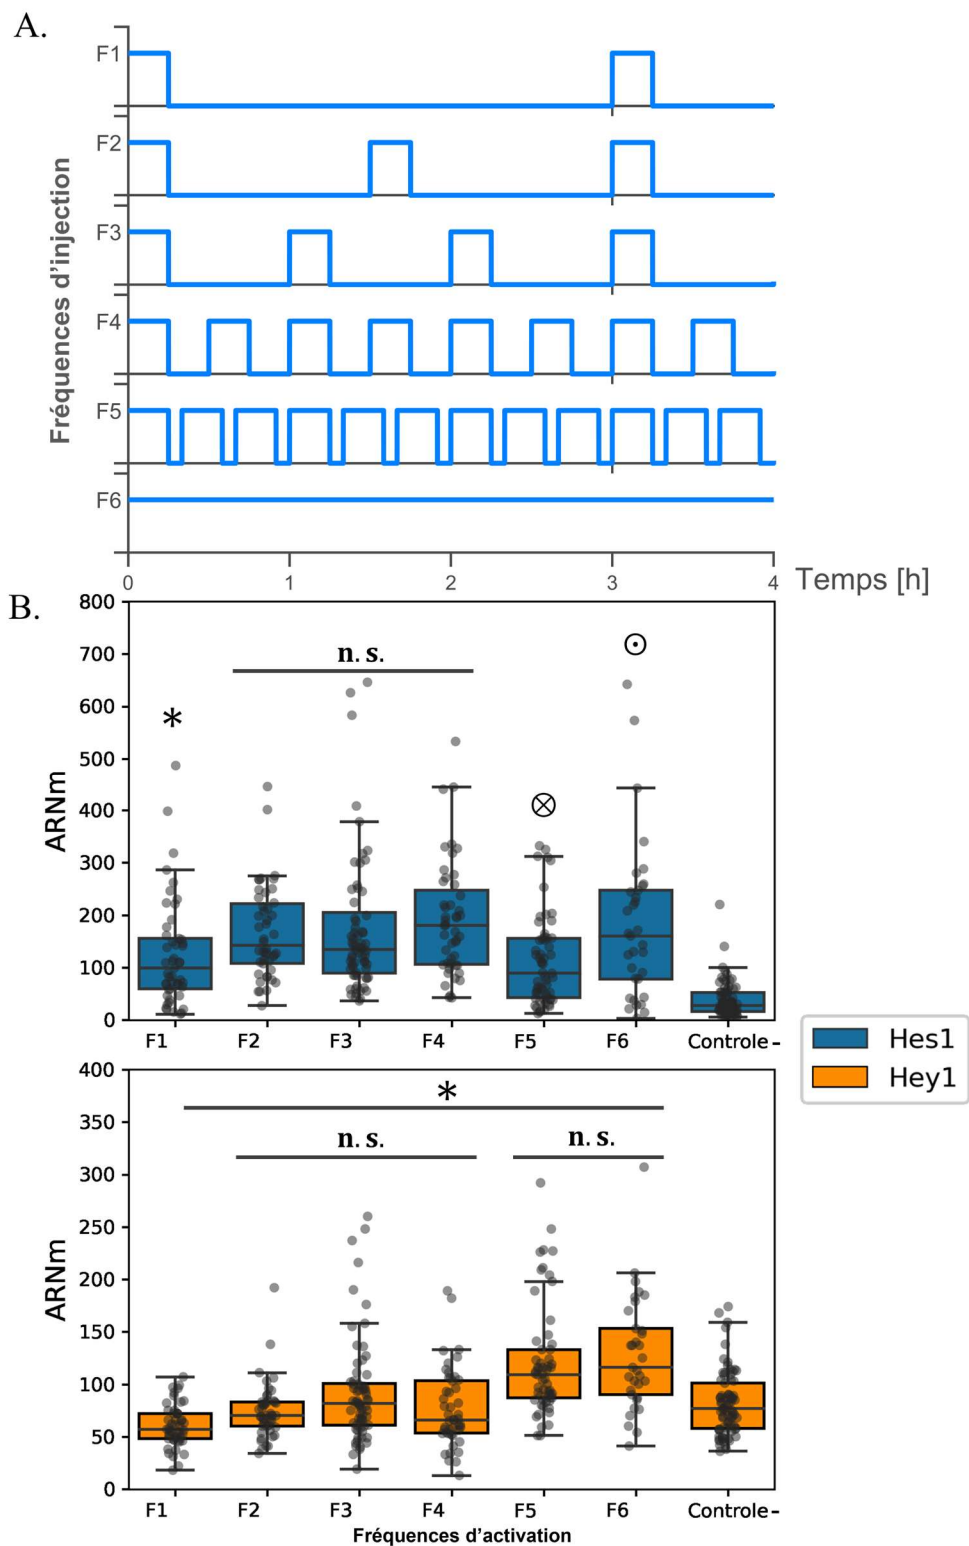 A.
Fréquences d'injection
F1
F2
F3
F4
F5
F6
0 1 2 3 4 Temps [h]
B.
ARNm
800
700
600
500
400
300
200
100
0
*
n. s.
⊗
⊙
F1 F2 F3 F4 F5 F6 Controle-
Hes1
Hey1
ARNm
400
350
300
250
200
150
100
50
0
*
n. s. n. s.
F1 F2 F3 F4 F5 F6 Controle-
Fréquences d'activation